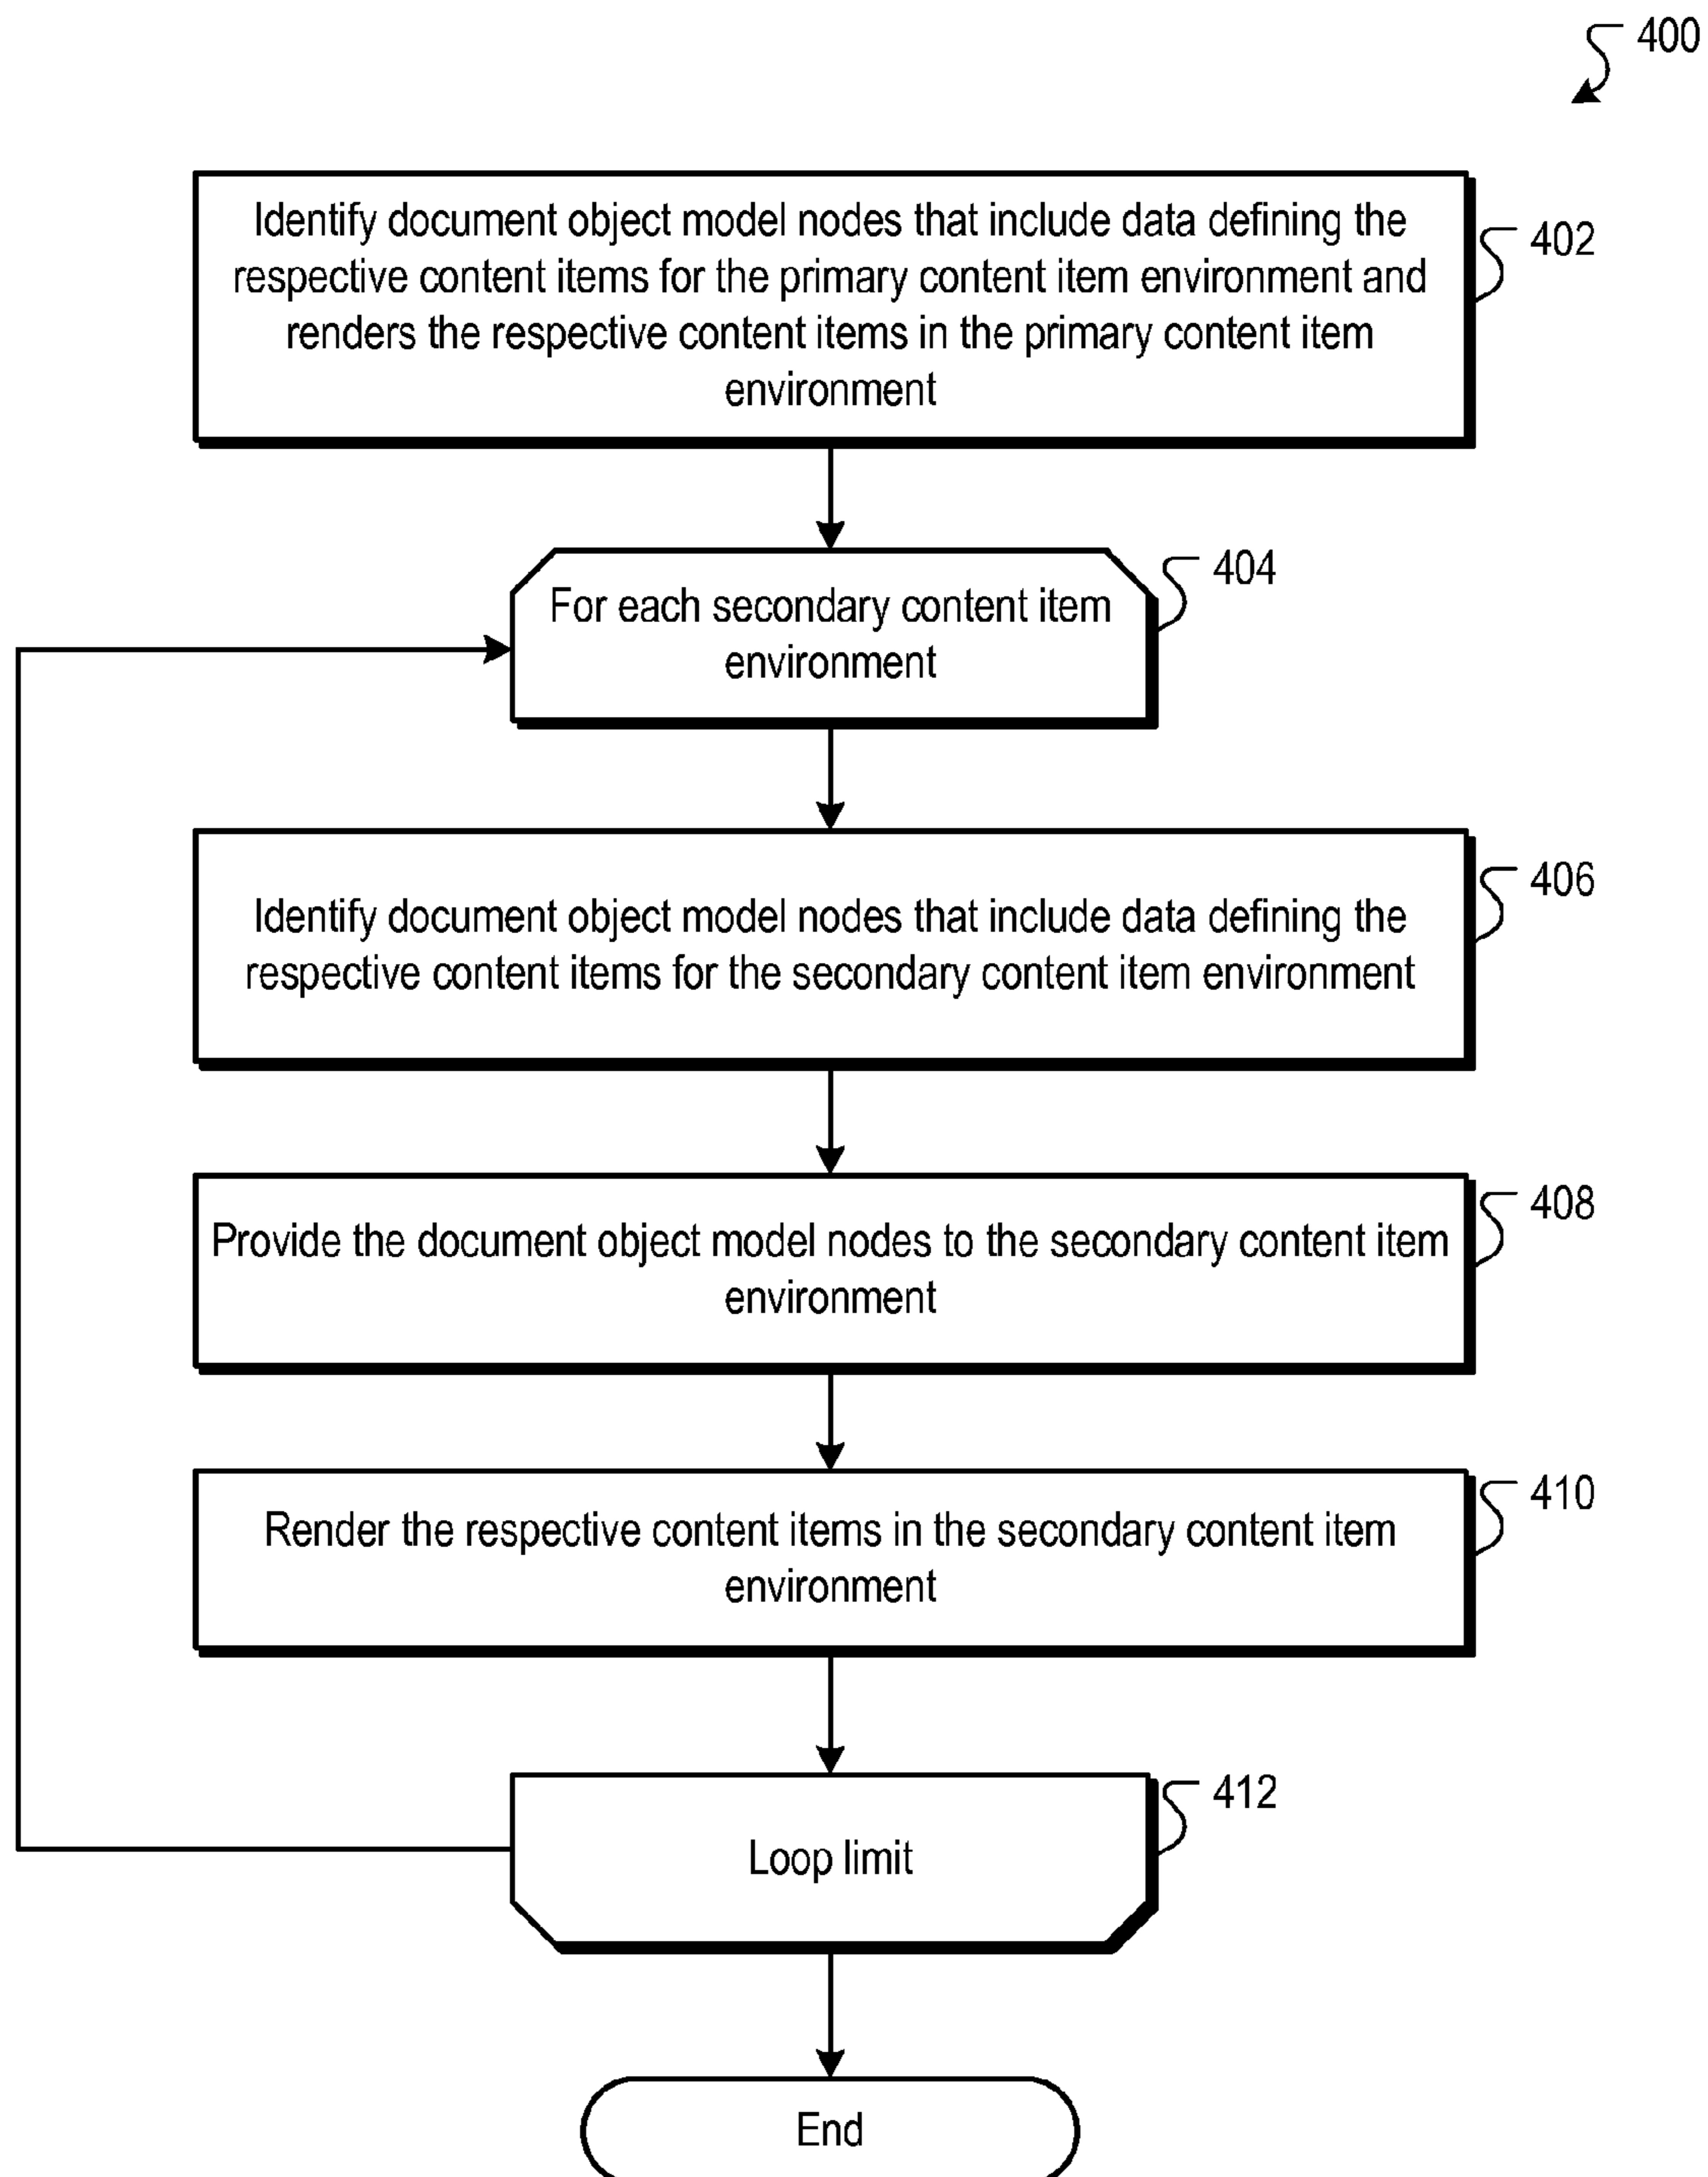 400
Identify document object model nodes that include data defining the
respective content items for the primary content item environment and
renders the respective content items in the primary content item
environment
402
For each secondary content item
environment
404
Identify document object model nodes that include data defining the
respective content items for the secondary content item environment
406
Provide the document object model nodes to the secondary content item
environment
408
Render the respective content items in the secondary content item
environment
410
Loop limit
412
End